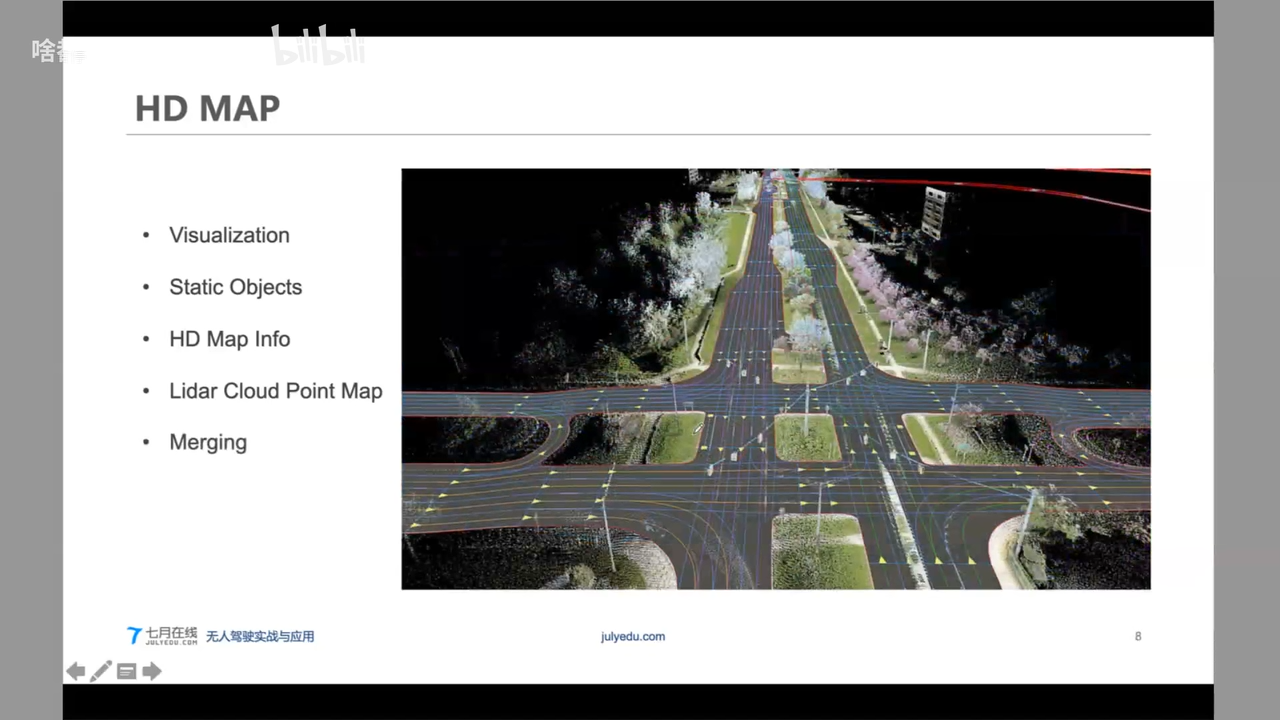 啥都
bilibili
HD MAP
• Visualization
• Static Objects
• HD Map Info
• Lidar Cloud Point Map
• Merging
七月在线
JULYEDU.COM
无人驾驶实战与应用
julyedu.com
8